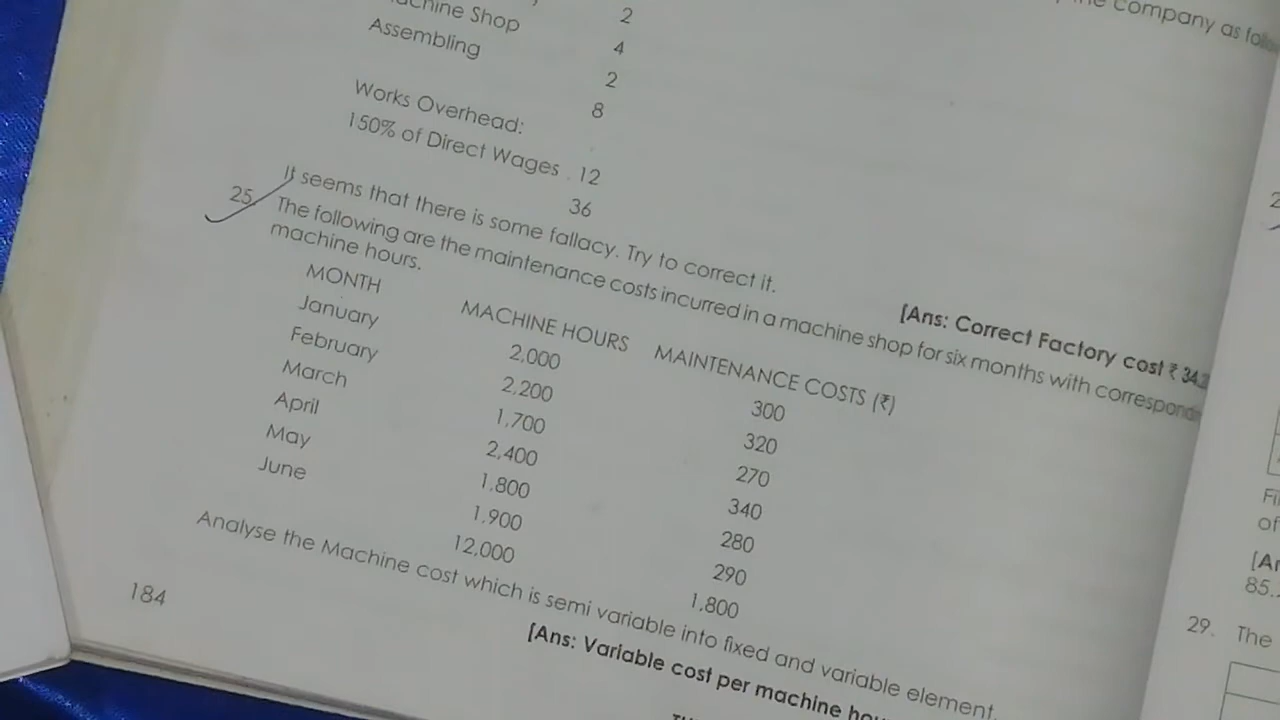 Shop 2
Assembling 4
2
Works Overhead: 8
150% of Direct Wages 12
36
It seems that there is some fallacy. Try to correct it.
[Ans: Correct Factory cost ₹
25. The following are the maintenance costs incurred in a machine shop for six months with
machine hours.
MONTH MACHINE HOURS MAINTENANCE COSTS (₹)
January 2,000 300
February 2,200 320
March 1,700 270
April 2,400 340
May 1,800 280
June 1,900 290
12,000 1,800
Analyse the Machine cost which is semi variable into fixed and variable element.
[Ans: Variable cost per machine
184
company as
29. The